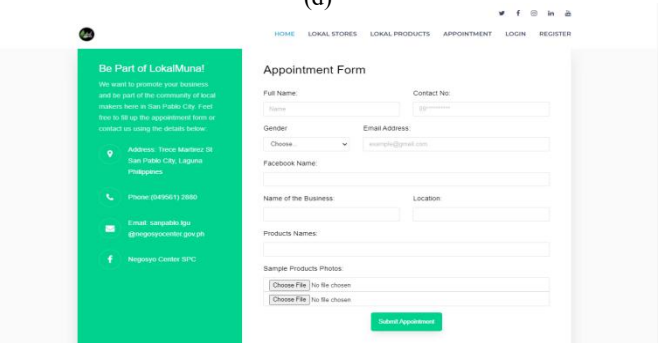 (d)
HOME LOKAL STORES LOKAL PRODUCTS APPOINTMENT LOGIN REGISTER
Be Part of LokalMuna!
We want to promote your business
and be part of the community of local
makers here in San Pablo City. Feel
free to fill up the appointment form or
contact us using the details below:
Address: Trece Martirez St
San Pablo City, Laguna
Philippines
Phone:(049561) 2880
Email: sanpablo.lgu
@negosyocenter.gov.ph
Negosyo Center SPC
Appointment Form
Full Name: Contact No:
Name 09*********
Gender Email Address:
Choose... example@gmail.com
Facebook Name:
Name of the Business: Location:
Products Names:
Sample Products Photos:
Choose File No file chosen
Choose File No file chosen
Submit Appointment